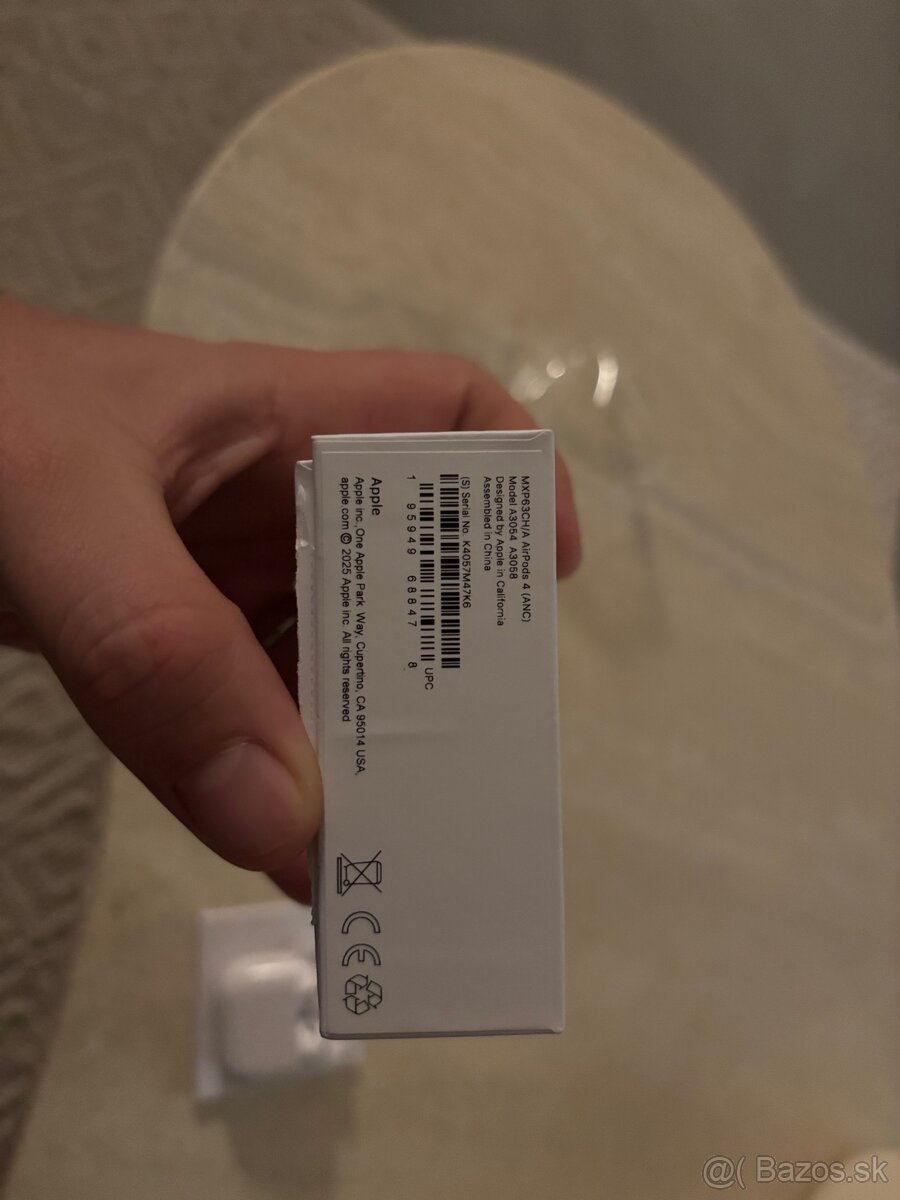 MXP63CH/A AirPods 4 (ANC)
Model A3054 A3058
Designed by Apple in California
Assembled in China
(S) Serial No. K4057M47K6
UPC
1 95949 68847 8
Apple
Apple inc.,One Apple Park Way, Cupertino, CA 95014 USA,
apple.com © 2025 Apple inc. All rights reserved
@( Bazos.sk